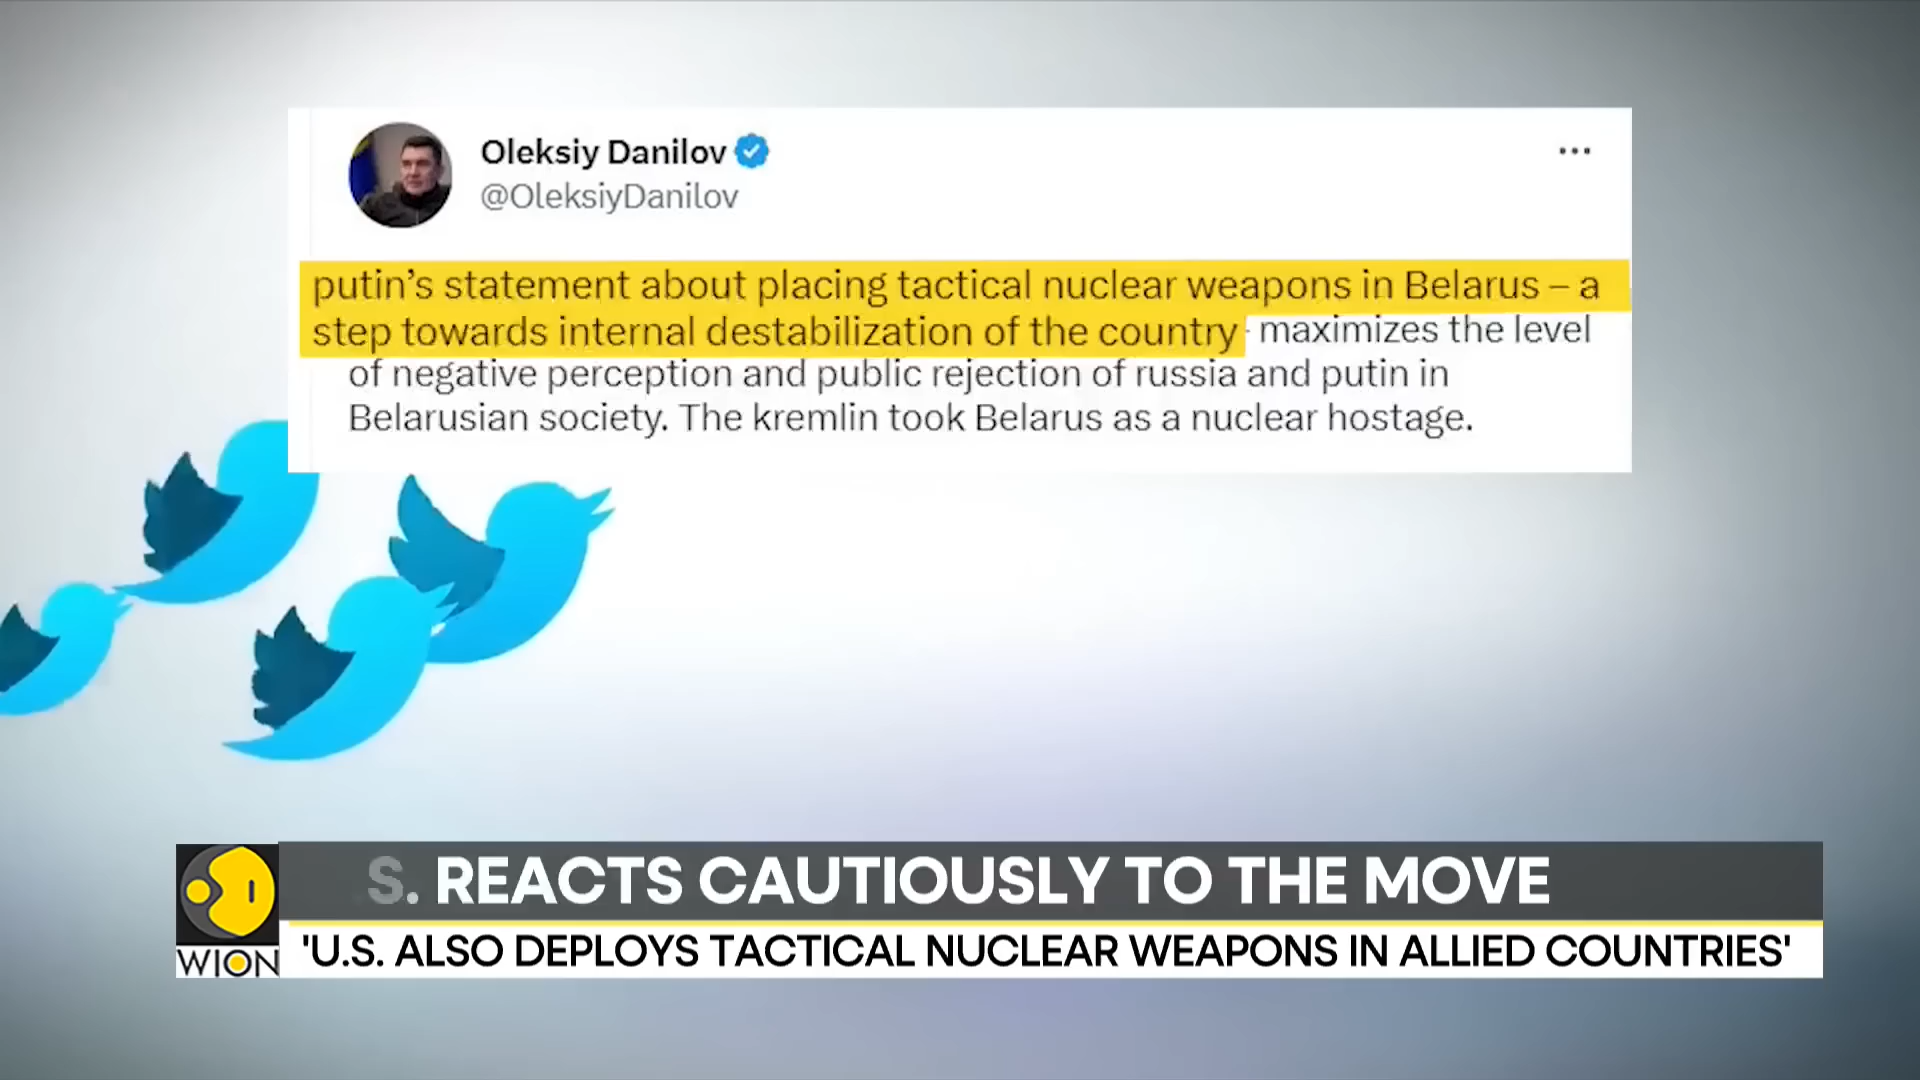 Oleksiy Danilov
@OleksiyDanilov
putin's statement about placing tactical nuclear weapons in Belarus – a
step towards internal destabilization of the country - maximizes the level
of negative perception and public rejection of russia and putin in
Belarusian society. The kremlin took Belarus as a nuclear hostage.
S. REACTS CAUTIOUSLY TO THE MOVE
'U.S. ALSO DEPLOYS TACTICAL NUCLEAR WEAPONS IN ALLIED COUNTRIES'
WION